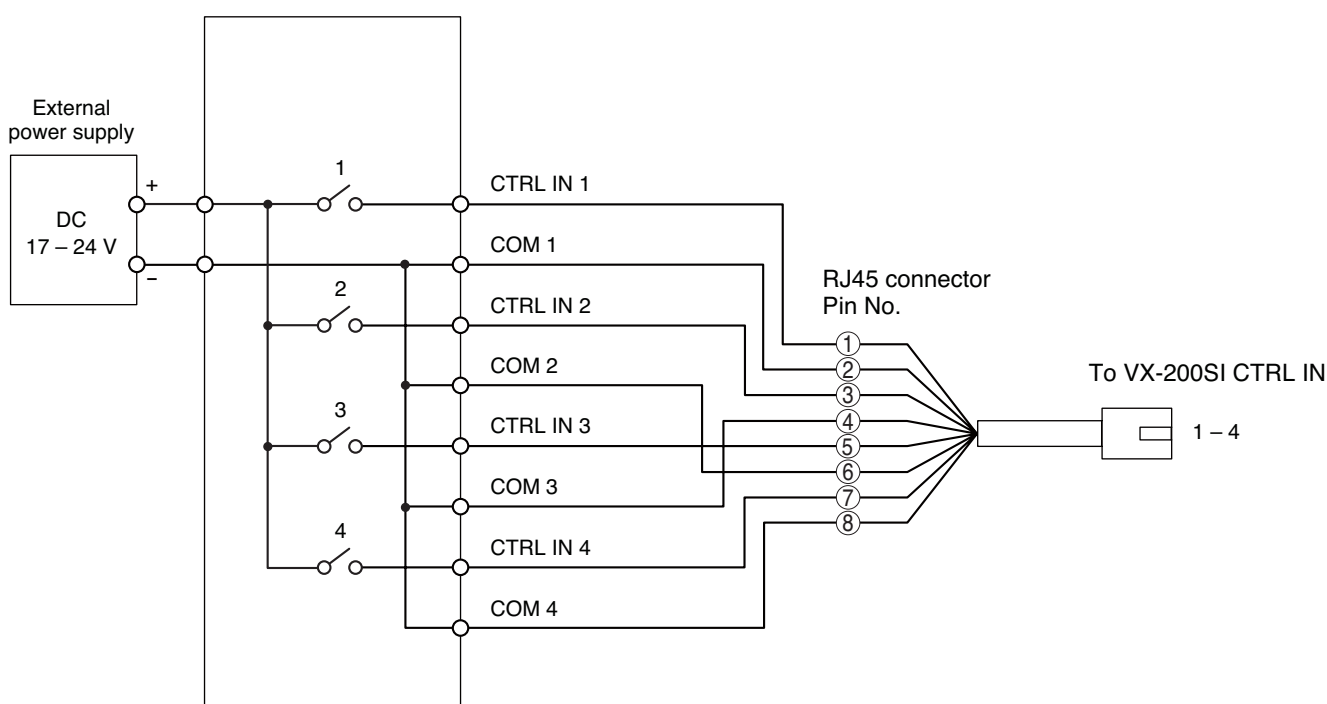 External
power supply
DC
17 – 24 V
+
–
1
2
3
4
CTRL IN 1
COM 1
CTRL IN 2
COM 2
CTRL IN 3
COM 3
CTRL IN 4
COM 4
RJ45 connector
Pin No.
1
2
3
4
5
6
7
8
To VX-200SI CTRL IN
1 – 4